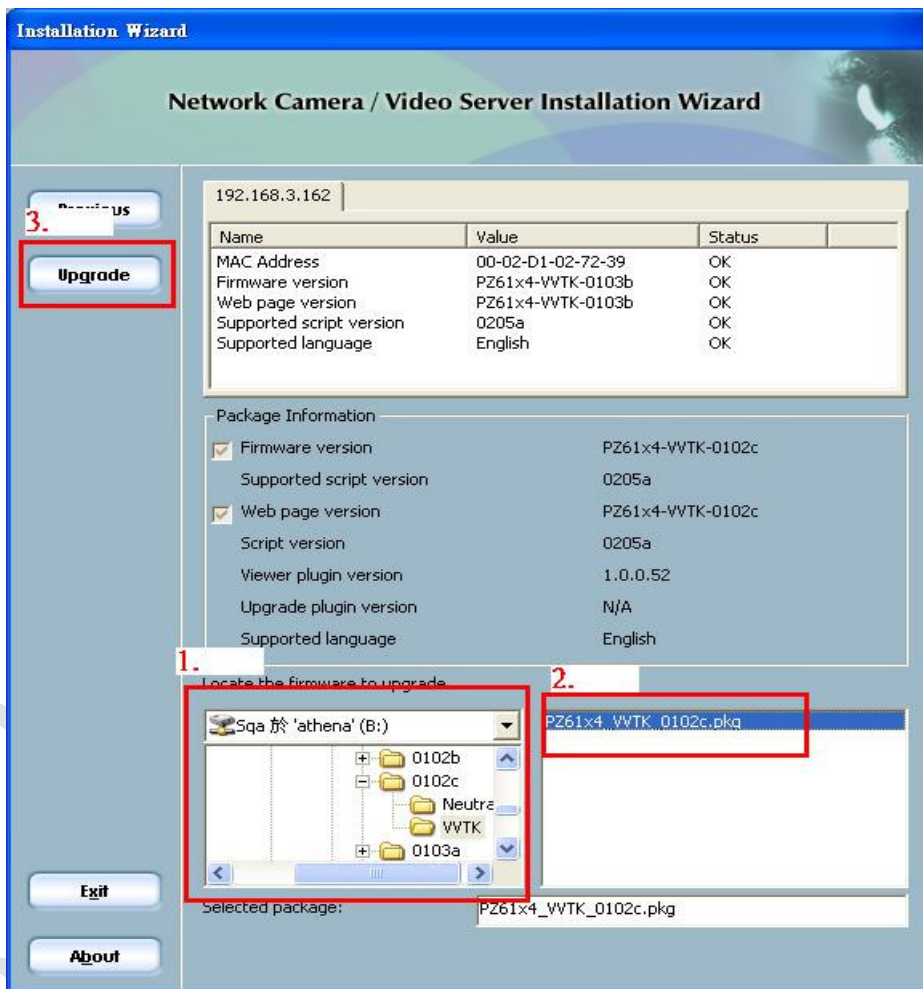 Installation Wizard
Network Camera / Video Server Installation Wizard
3.
Upgrade
192.168.3.162
Name Value Status
MAC Address 00-02-D1-02-72-39 OK
Firmware version PZ61x4-VVTK-0103b OK
Web page version PZ61x4-VVTK-0103b OK
Supported script version 0205a OK
Supported language English OK
Package Information
Firmware version PZ61x4-VVTK-0102c
Supported script version 0205a
Web page version PZ61x4-VVTK-0102c
Script version 0205a
Viewer plugin version 1.0.0.52
Upgrade plugin version N/A
Supported language English
1.
Locate the firmware to upgrade
2.
Sqa 於 'athena' (B:)
PZ61x4_VVTK_0102c.pkg
0102b
0102c
Neutra
VVTK
0103a
Selected package: PZ61x4_VVTK_0102c.pkg
Exit
About